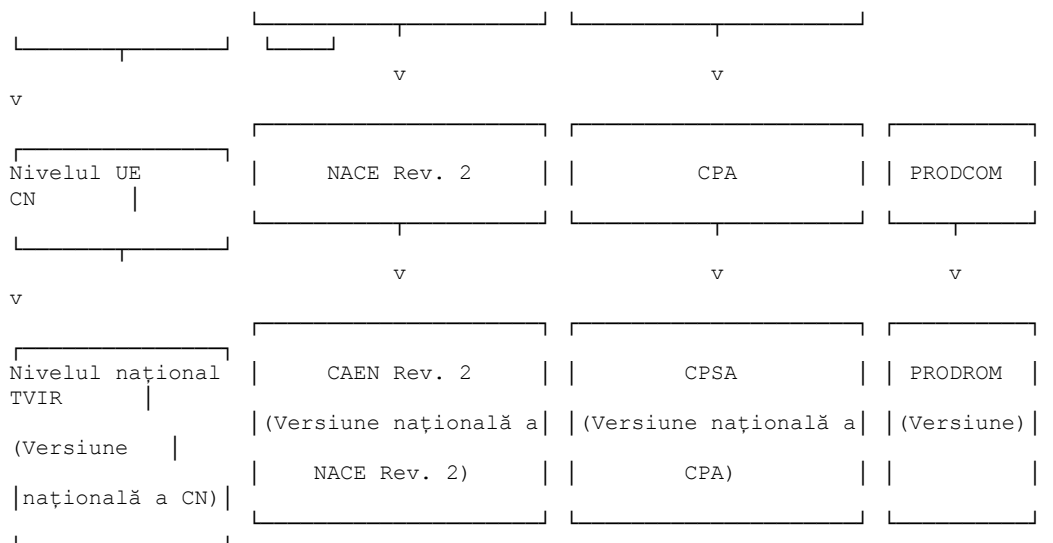 v v
v
Nivelul UE NACE Rev. 2 CPA PRODCOM
CN
v v v
v
Nivelul național CAEN Rev. 2 CPSA PRODROM
TVIR
(Versiune națională a (Versiune națională a (Versiune)
(Versiune
NACE Rev. 2) CPA)
națională a CN)